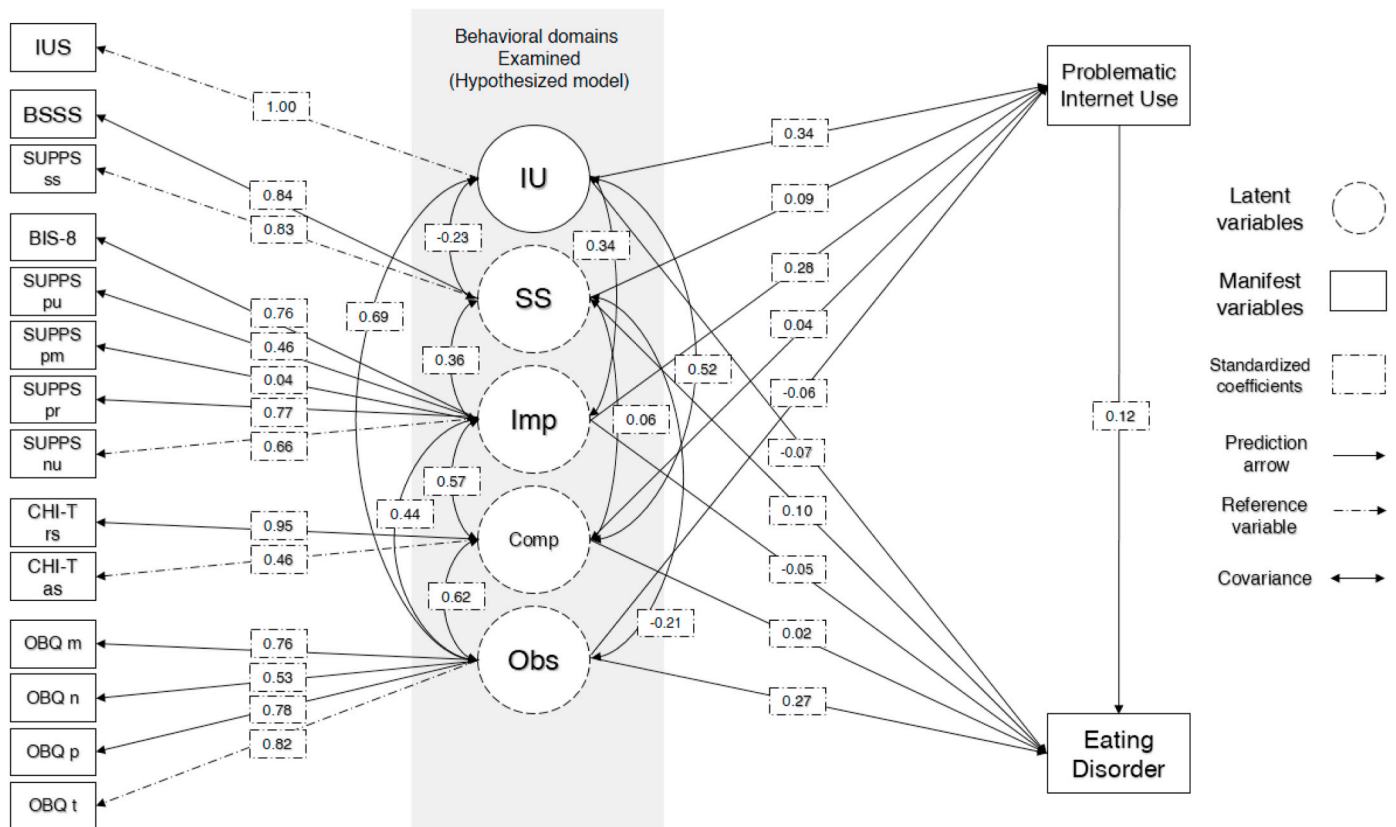 Behavioral domains
Examined
(Hypothesized model)
IUS
BSSS
SUPPS
ss
BIS-8
SUPPS
pu
SUPPS
pm
SUPPS
pr
SUPPS
nu
CHI-T
rs
CHI-T
as
OBQ m
OBQ n
OBQ p
OBQ t
1.00
0.84
0.83
0.76
0.46
0.04
0.77
0.66
0.95
0.46
0.76
0.53
0.78
0.82
IU
SS
Imp
Comp
Obs
-0.23
0.34
0.69
0.36
0.52
0.06
0.57
0.44
0.62
-0.21
0.34
0.09
0.28
0.04
-0.06
-0.07
0.10
-0.05
0.02
0.27
Problematic
Internet Use
0.12
Eating
Disorder
Latent
variables
Manifest
variables
Standardized
coefficients
Prediction
arrow
Reference
variable
Covariance